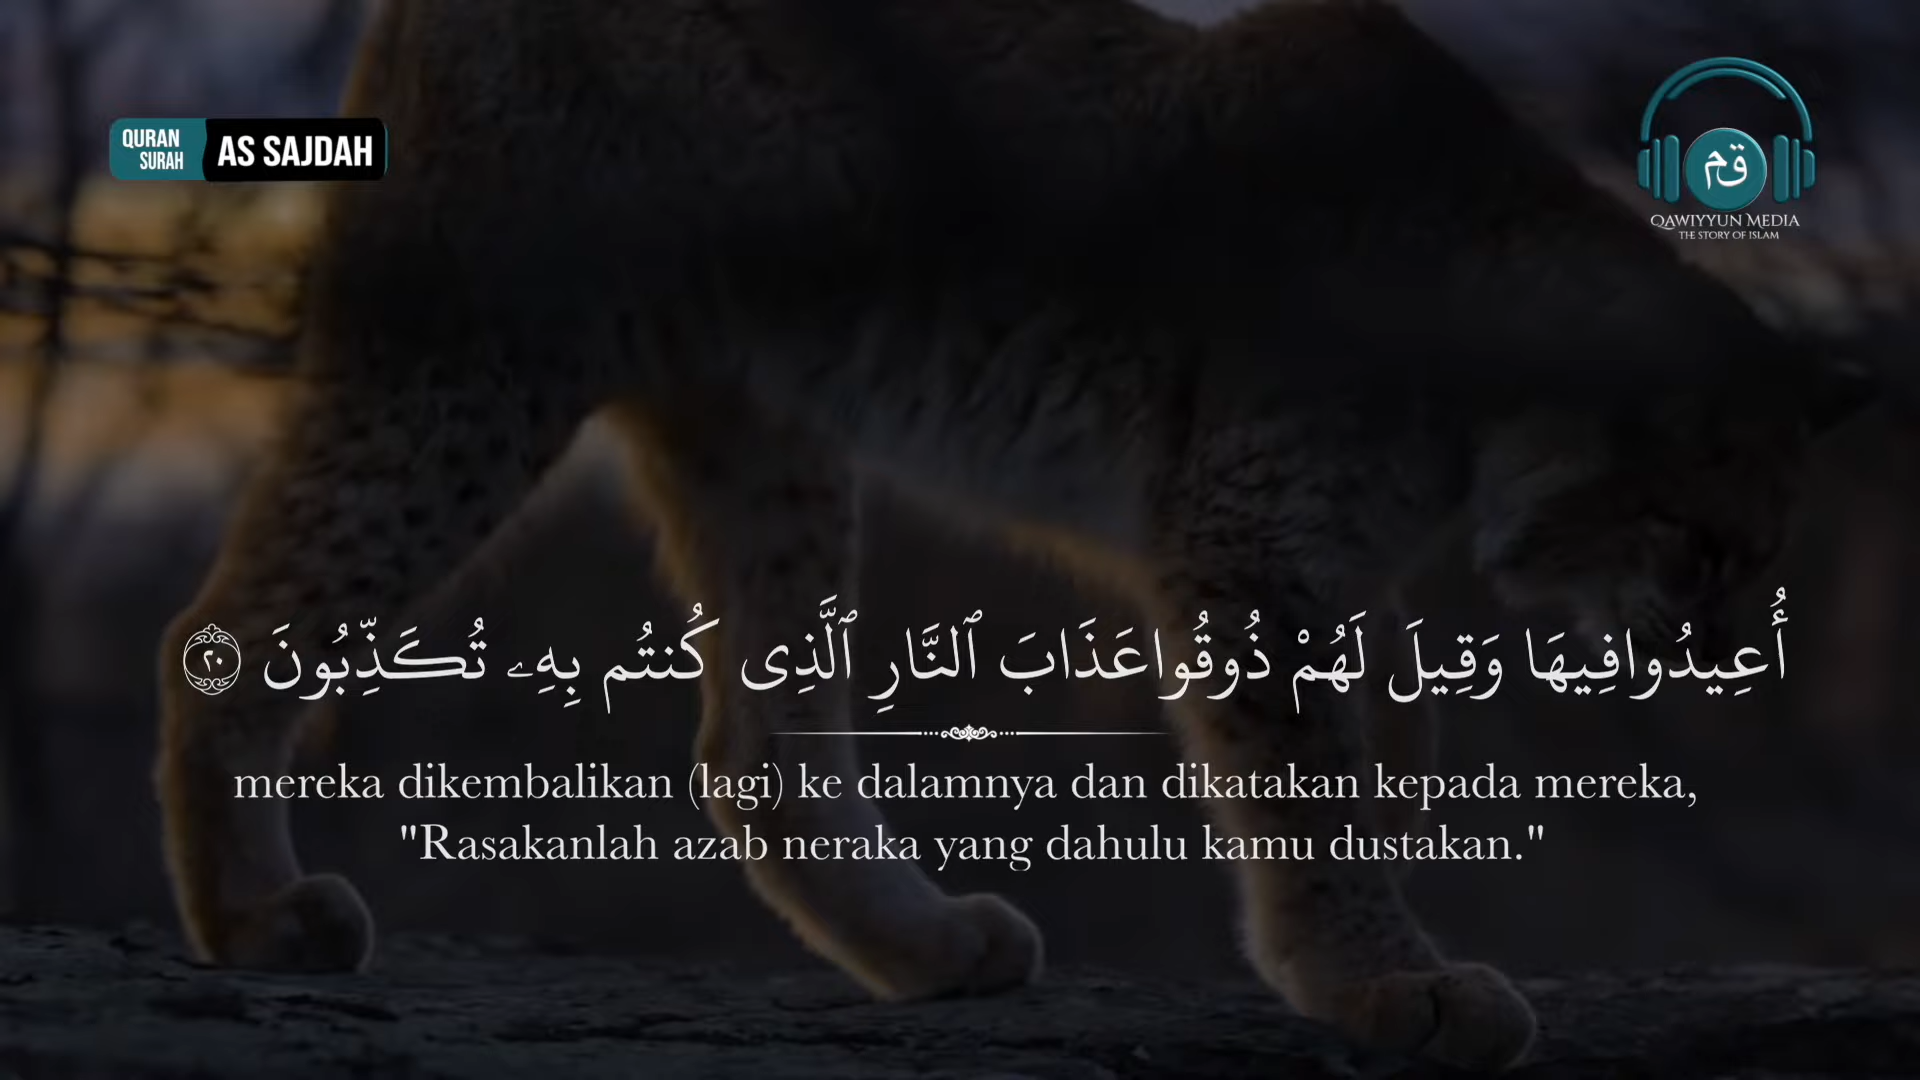 QURAN
SURAH
AS SAJDAH
قم
QAWIYYUN MEDIA
THE STORY OF ISLAM
أُعِيدُوا فِيهَا وَقِيلَ لَهُمْ ذُوقُوا عَذَابَ ٱلنَّارِ ٱلَّذِى كُنتُم بِهِۦ تُكَذِّبُونَ ٢٠
mereka dikembalikan (lagi) ke dalamnya dan dikatakan kepada mereka,
"Rasakanlah azab neraka yang dahulu kamu dustakan."